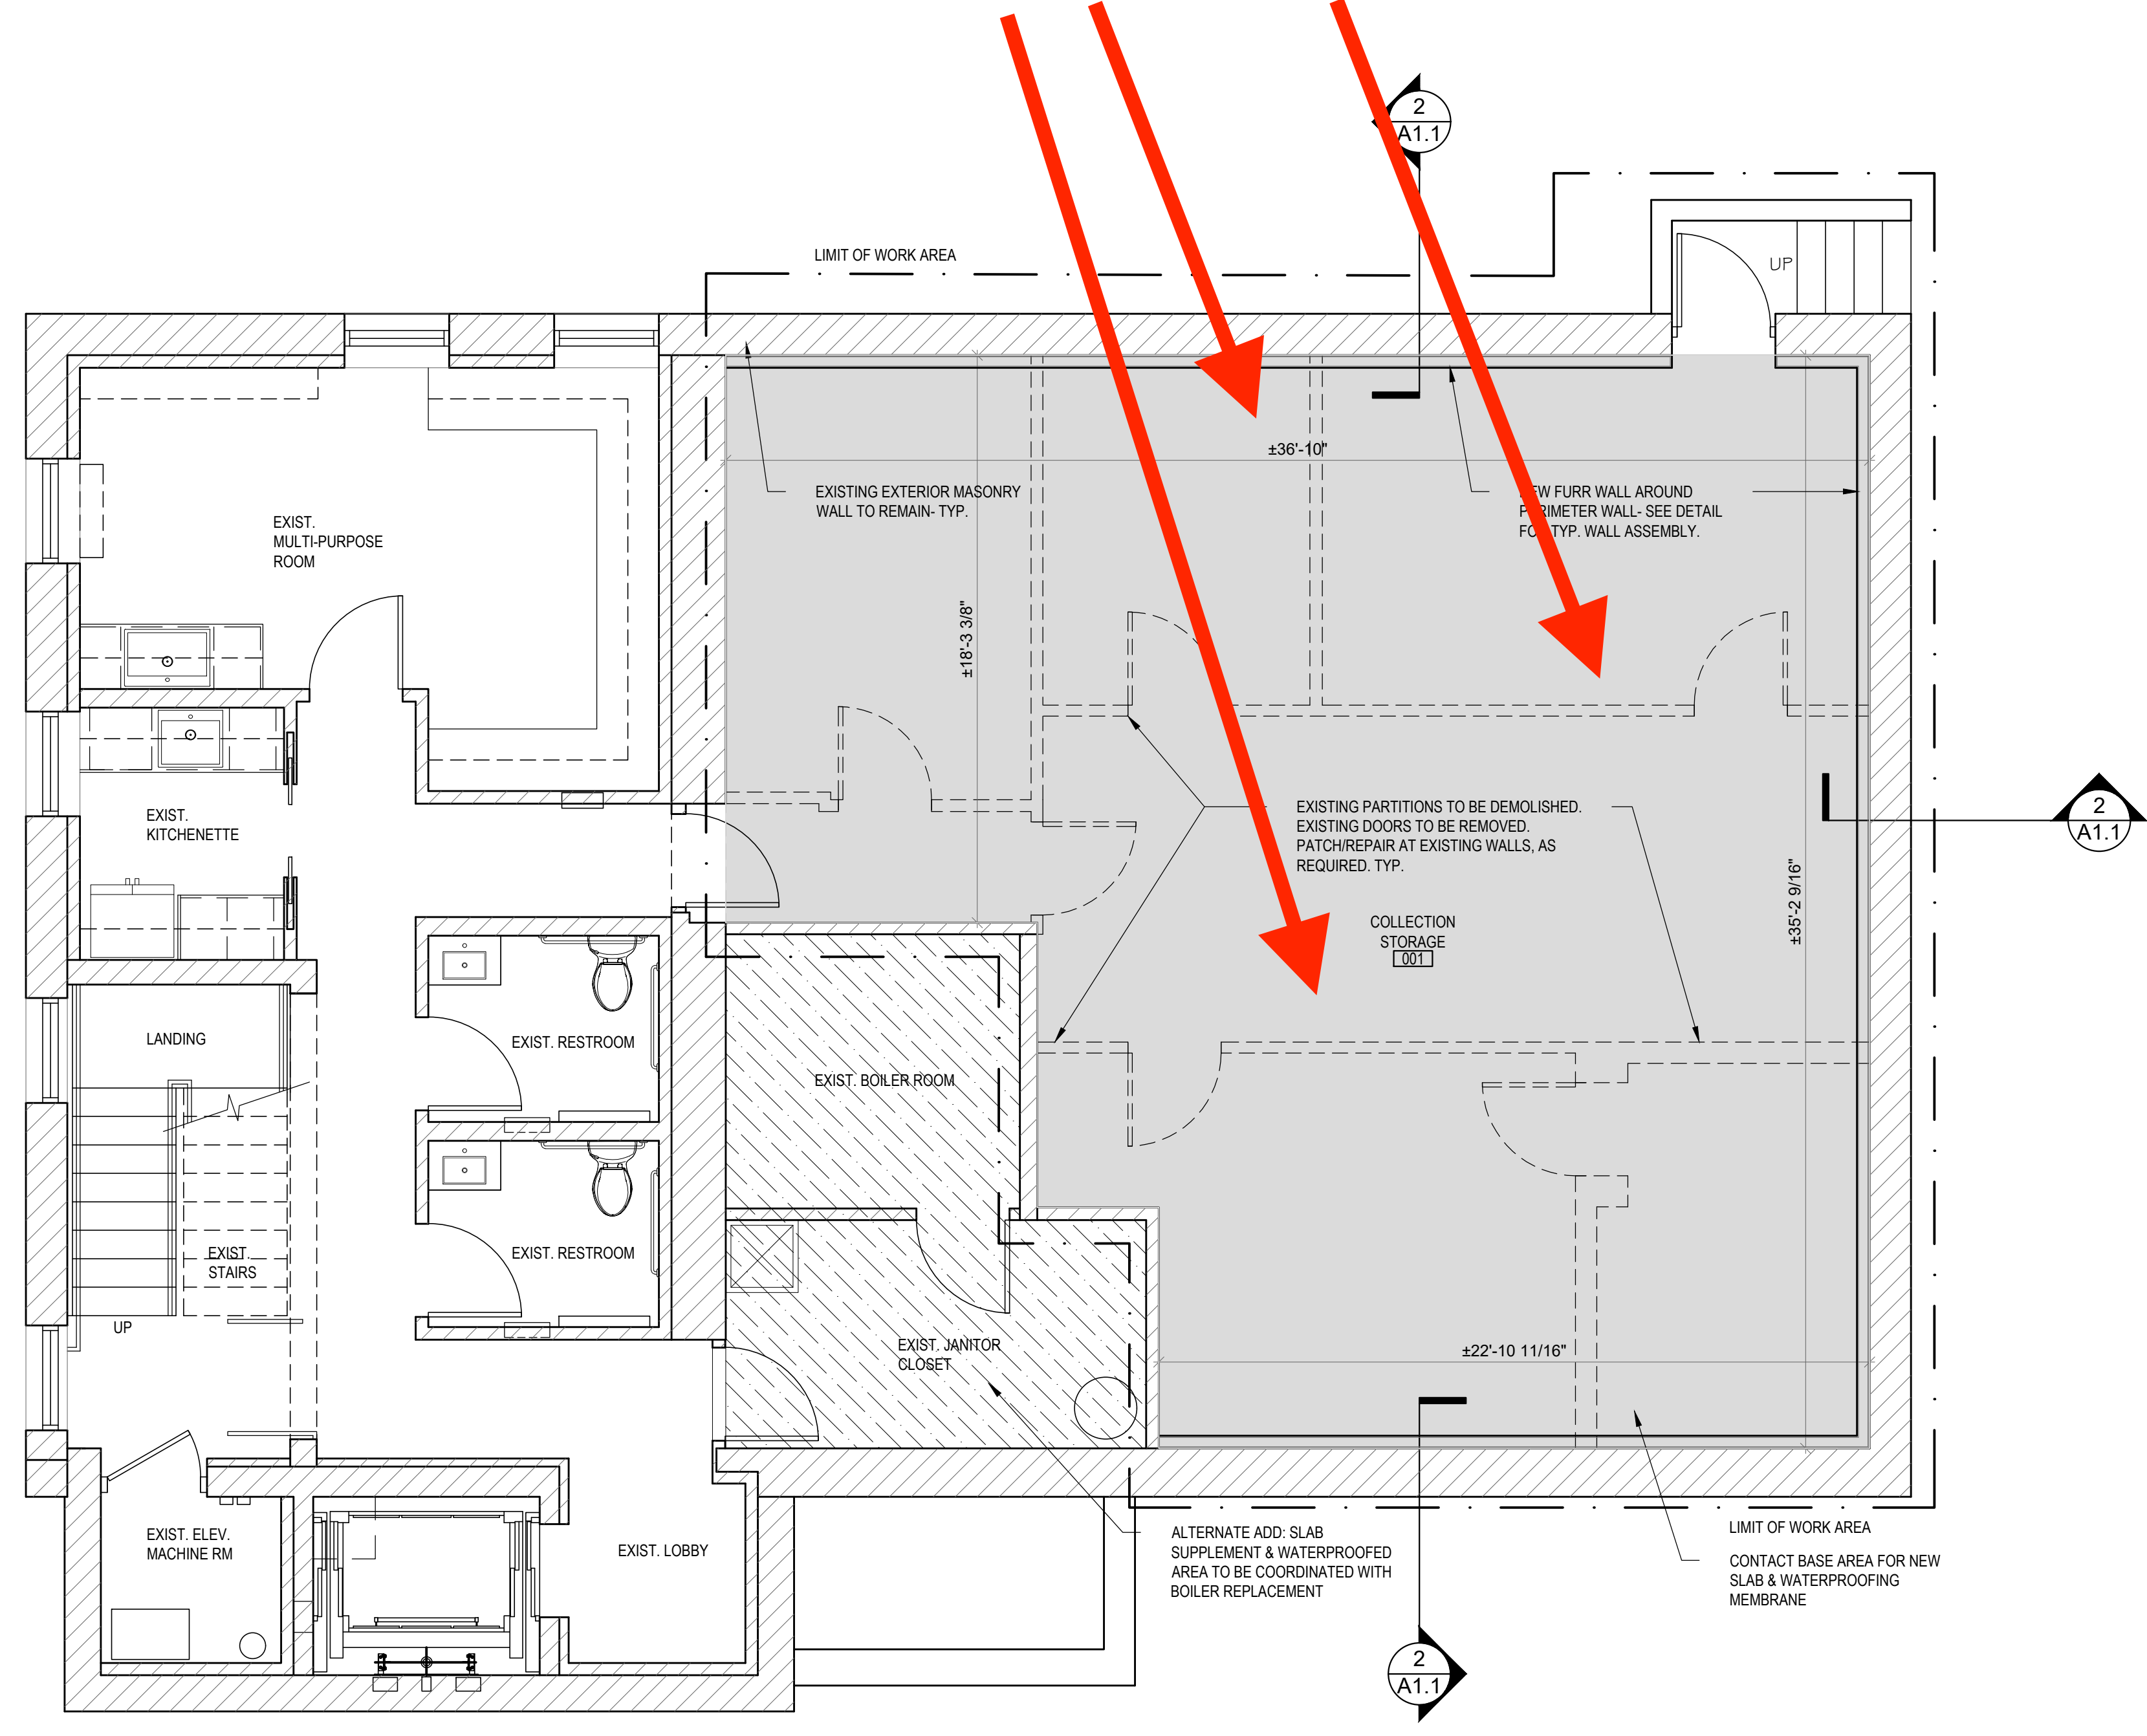 2
A1.1
LIMIT OF WORK AREA
UP
±36'-10"
EXISTING EXTERIOR MASONRY
WALL TO REMAIN- TYP.
FURR WALL AROUND
WALL- SEE DETAIL
TYP. WALL ASSEMBLY.
EXIST.
MULTI-PURPOSE
ROOM
±18'-3 3/8"
EXIST.
KITCHENETTE
EXISTING PARTITIONS TO BE DEMOLISHED.
EXISTING DOORS TO BE REMOVED.
PATCH/REPAIR AT EXISTING WALLS, AS
REQUIRED. TYP.
2
A1.1
±35'-2 9/16"
COLLECTION
STORAGE
001
LANDING
EXIST. RESTROOM
EXIST. BOILER ROOM
EXIST.
STAIRS
EXIST. RESTROOM
UP
EXIST. JANITOR
CLOSET
±22'-10 11/16"
EXIST. ELEV.
MACHINE RM
EXIST. LOBBY
ALTERNATE ADD: SLAB
SUPPLEMENT & WATERPROOFED
AREA TO BE COORDINATED WITH
BOILER REPLACEMENT
LIMIT OF WORK AREA
CONTACT BASE AREA FOR NEW
SLAB & WATERPROOFING
MEMBRANE
2
A1.1